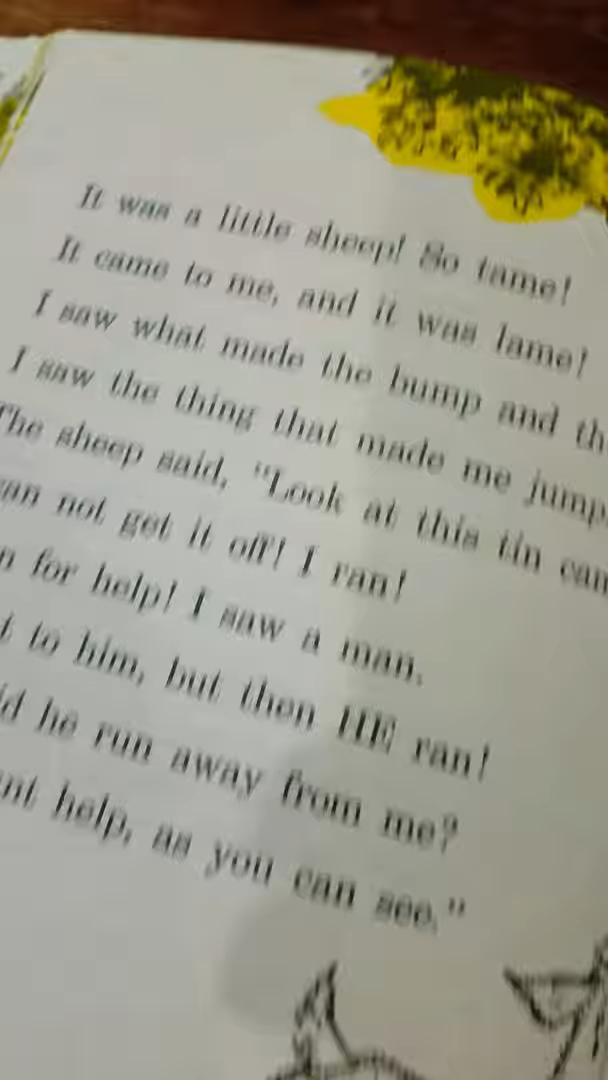 It was a little sheep! So tame!
It came to me, and it was lame!
I saw what made the bump and
I saw the thing that made me jump
The sheep said, "Look at this tin can
not get it off! I ran!
for help! I saw a man.
to him, but then HE ran!
he run away from me?
help, as you can see."